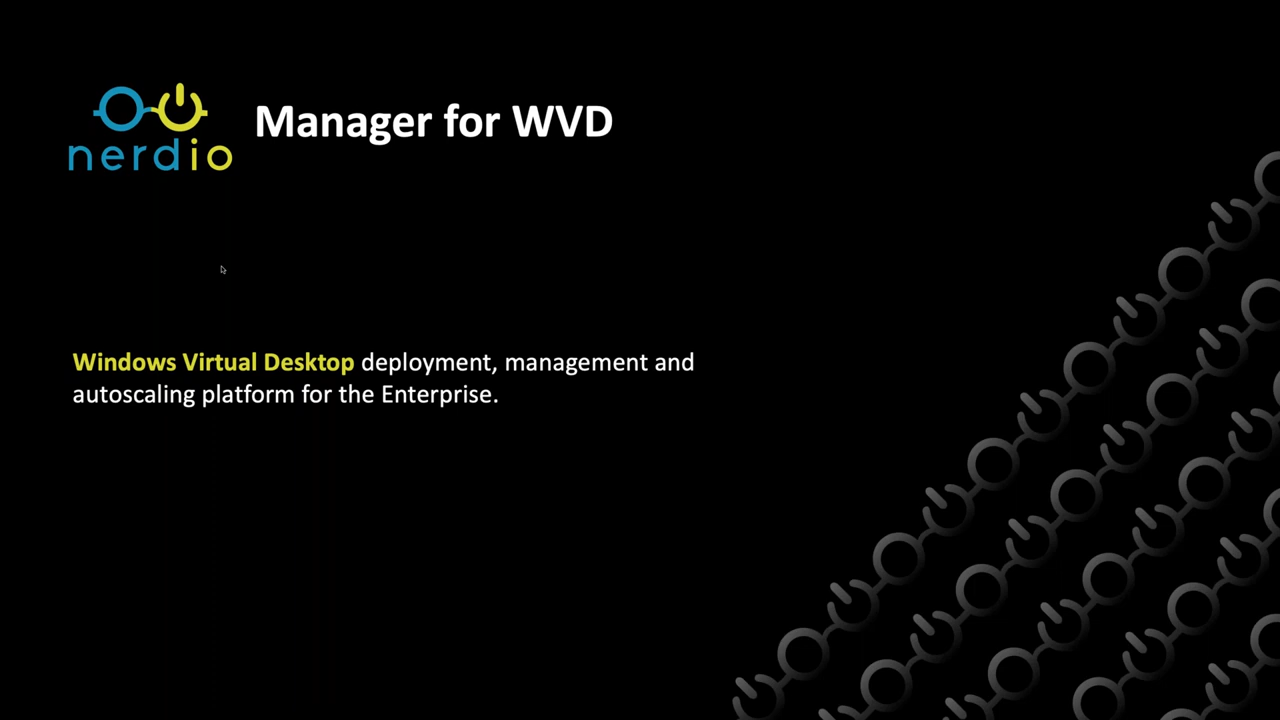 nerdio
Manager for WVD
Windows Virtual Desktop deployment, management and
autoscaling platform for the Enterprise.